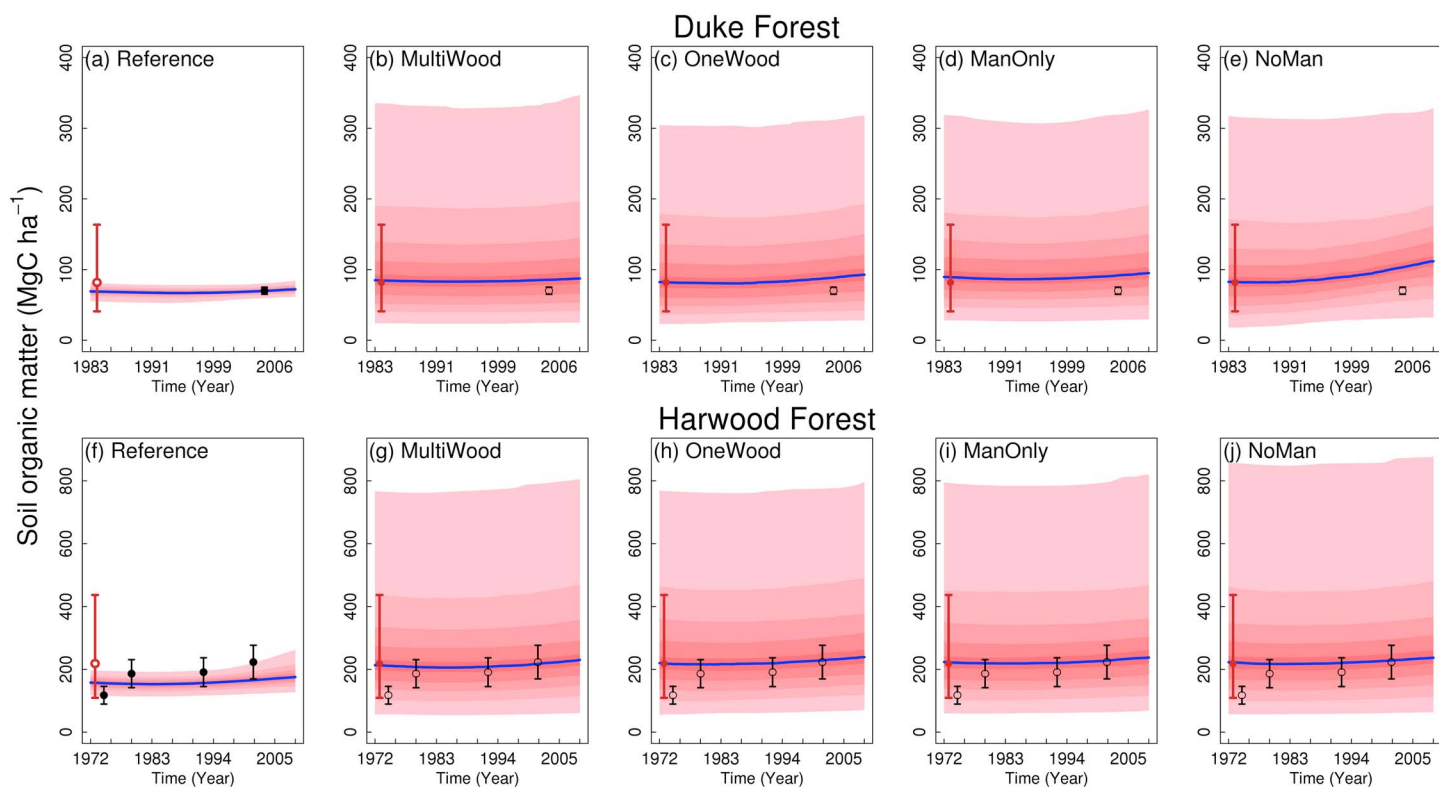 Duke Forest
Soil organic matter (MgC ha⁻¹)
(a) Reference
(b) MultiWood
(c) OneWood
(d) ManOnly
(e) NoMan
400
300
200
100
0
400
300
200
100
0
400
300
200
100
0
400
300
200
100
0
400
300
200
100
0
1983 1991 1999 2006
1983 1991 1999 2006
1983 1991 1999 2006
1983 1991 1999 2006
1983 1991 1999 2006
Time (Year)
Time (Year)
Time (Year)
Time (Year)
Time (Year)
Harwood Forest
(f) Reference
(g) MultiWood
(h) OneWood
(i) ManOnly
(j) NoMan
800
600
400
200
0
800
600
400
200
0
800
600
400
200
0
800
600
400
200
0
800
600
400
200
0
1972 1983 1994 2005
1972 1983 1994 2005
1972 1983 1994 2005
1972 1983 1994 2005
1972 1983 1994 2005
Time (Year)
Time (Year)
Time (Year)
Time (Year)
Time (Year)